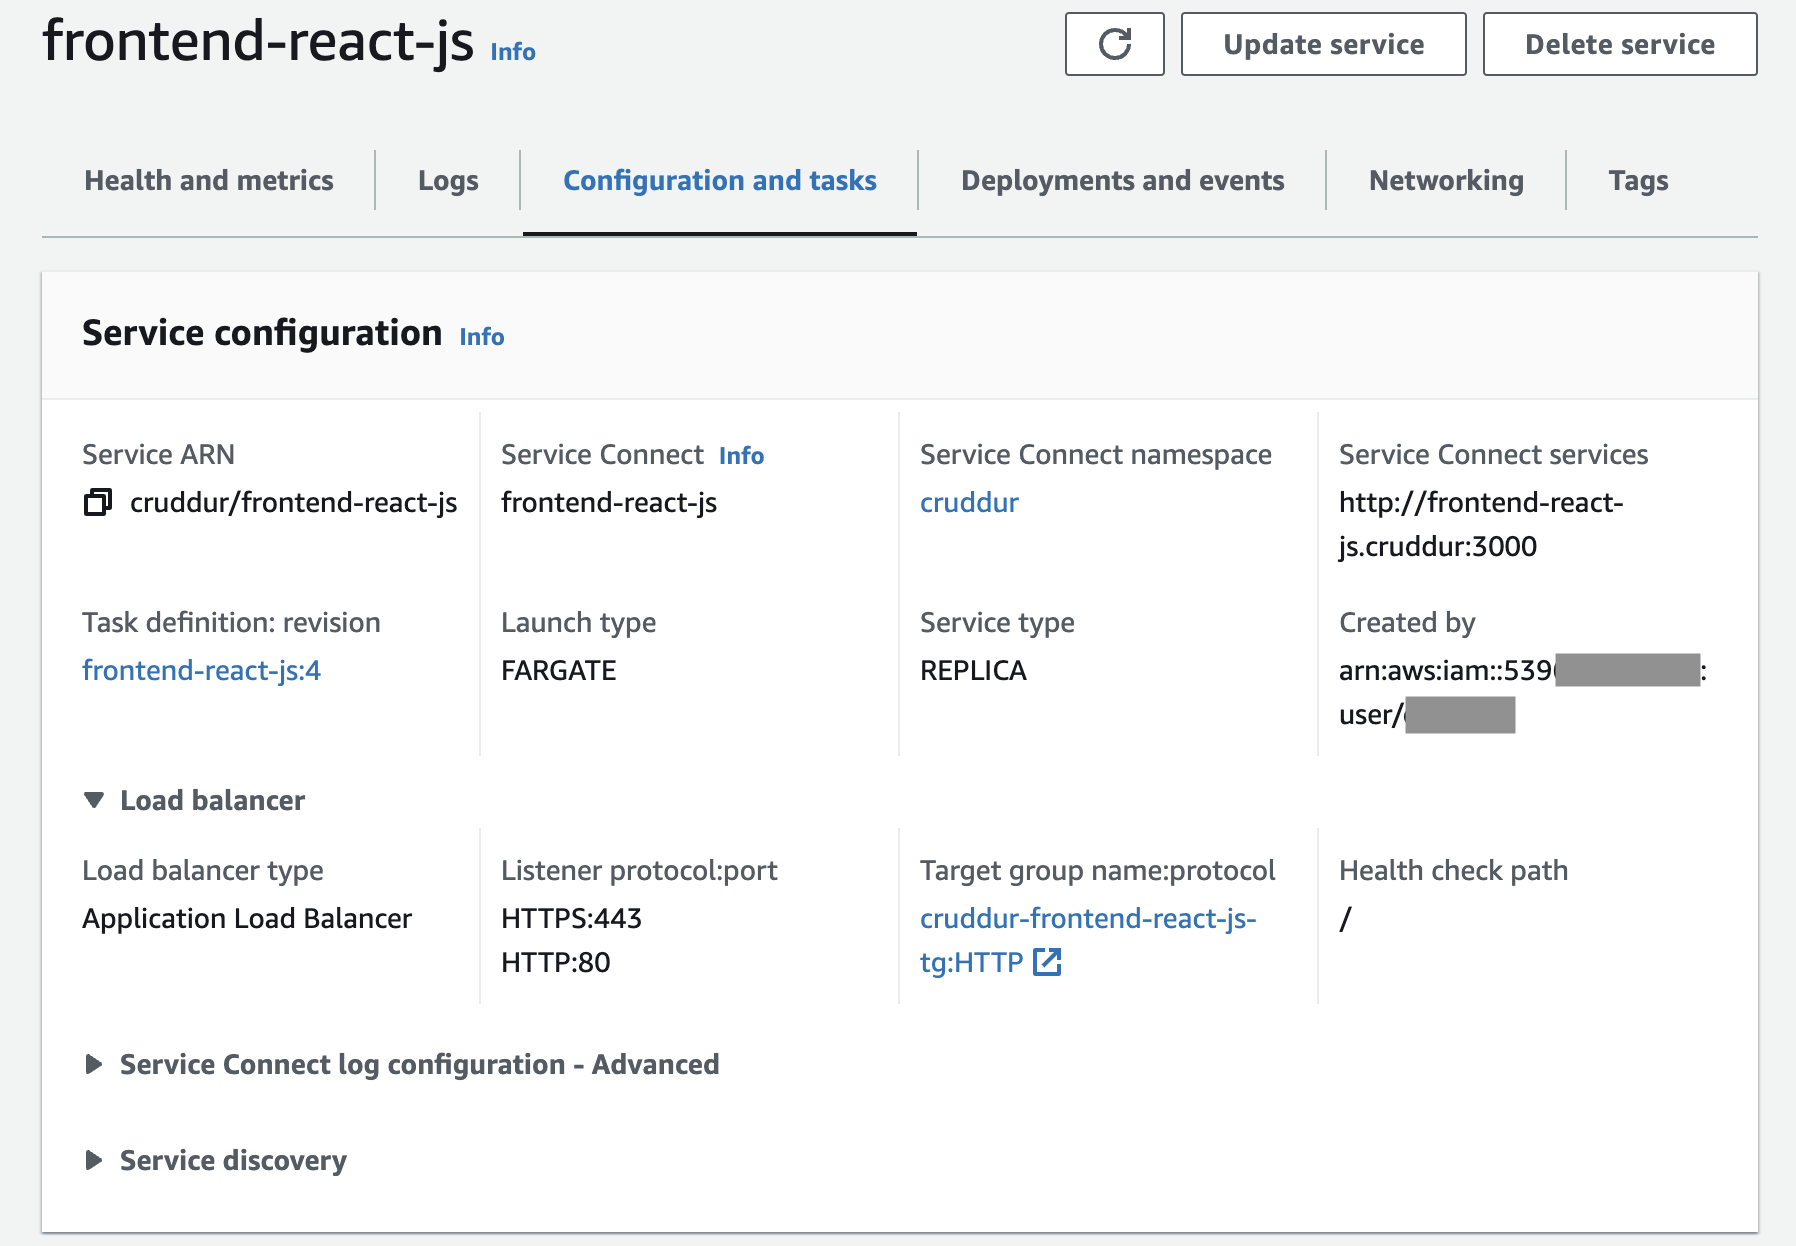 frontend-react-js Info
Update service
Delete service
Health and metrics
Logs
Configuration and tasks
Deployments and events
Networking
Tags
Service configuration Info
Service ARN
cruddur/frontend-react-js
Service Connect Info
frontend-react-js
Service Connect namespace
cruddur
Service Connect services
http://frontend-react-
js.cruddur:3000
Task definition: revision
frontend-react-js:4
Launch type
FARGATE
Service type
REPLICA
Created by
arn:aws:iam::539 :
user/
Load balancer
Load balancer type
Application Load Balancer
Listener protocol:port
HTTPS:443
HTTP:80
Target group name:protocol
cruddur-frontend-react-js-
tg:HTTP
Health check path
/
Service Connect log configuration - Advanced
Service discovery